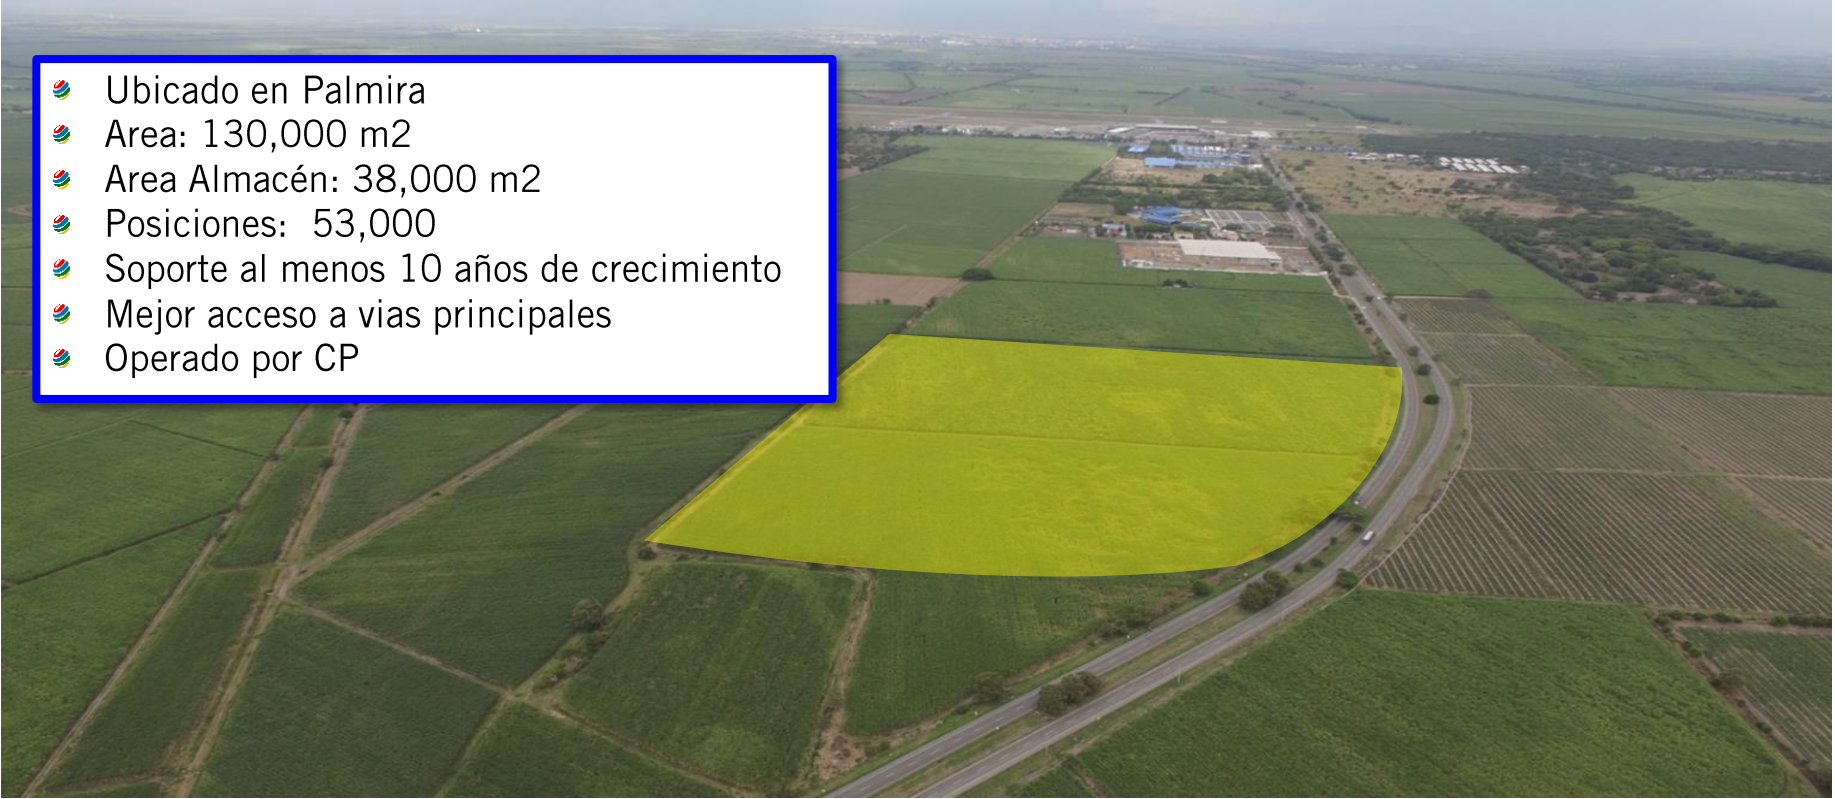 Ubicado en Palmira
Area: 130,000 m2
Area Almacén: 38,000 m2
Posiciones:  53,000
Soporte al menos 10 años de crecimiento
Mejor acceso a vias principales
Operado por CP